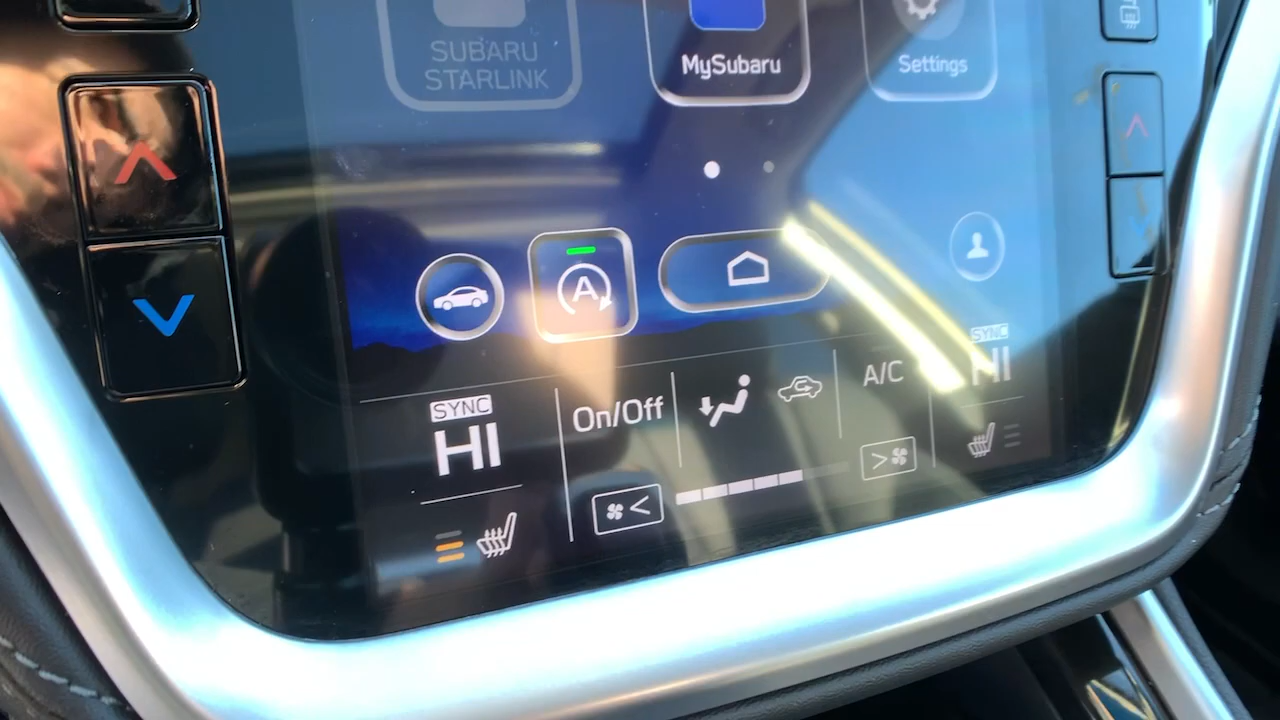 SUBARU
STARLINK
MySubaru
Settings
A
SYNC
HI
On/Off
A/C
SYNC
HI